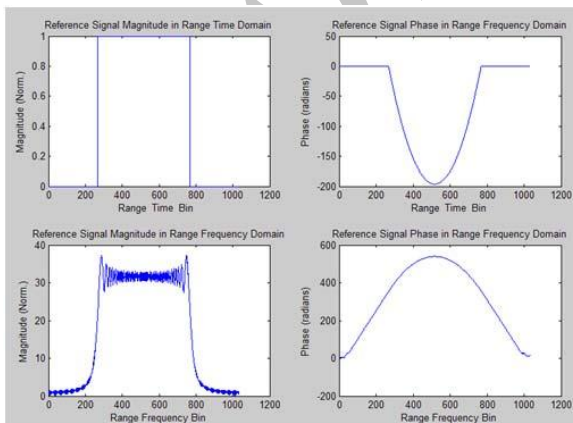 Reference Signal Magnitude in Range Time Domain
1
0.8
0.6
0.4
0.2
0
Magnitude (Norm.)
0 200 400 600 800 1000 1200
Range Time Bin
Reference Signal Phase in Range Frequency Domain
50
0
-50
-100
-150
-200
Phase (radians)
0 200 400 600 800 1000 1200
Range Time Bin
Reference Signal Magnitude in Range Frequency Domain
40
30
20
10
0
Magnitude (Norm.)
0 200 400 600 800 1000 1200
Range Frequency Bin
Reference Signal Phase in Range Frequency Domain
600
400
200
0
-200
Phase (radians)
0 200 400 600 800 1000 1200
Range Frequency Bin